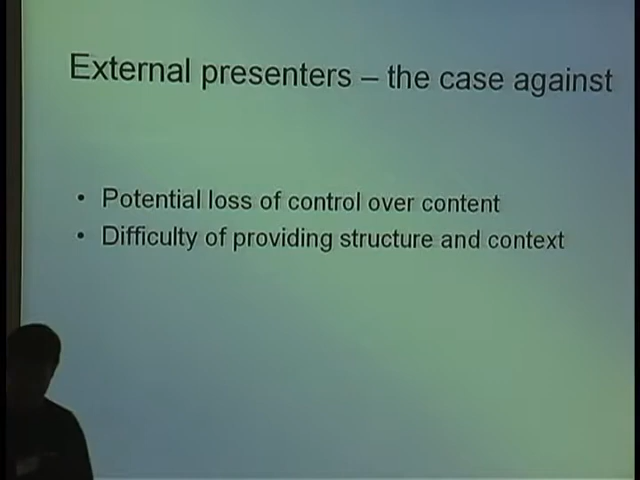 External presenters – the case against
• Potential loss of control over content
• Difficulty of providing structure and context